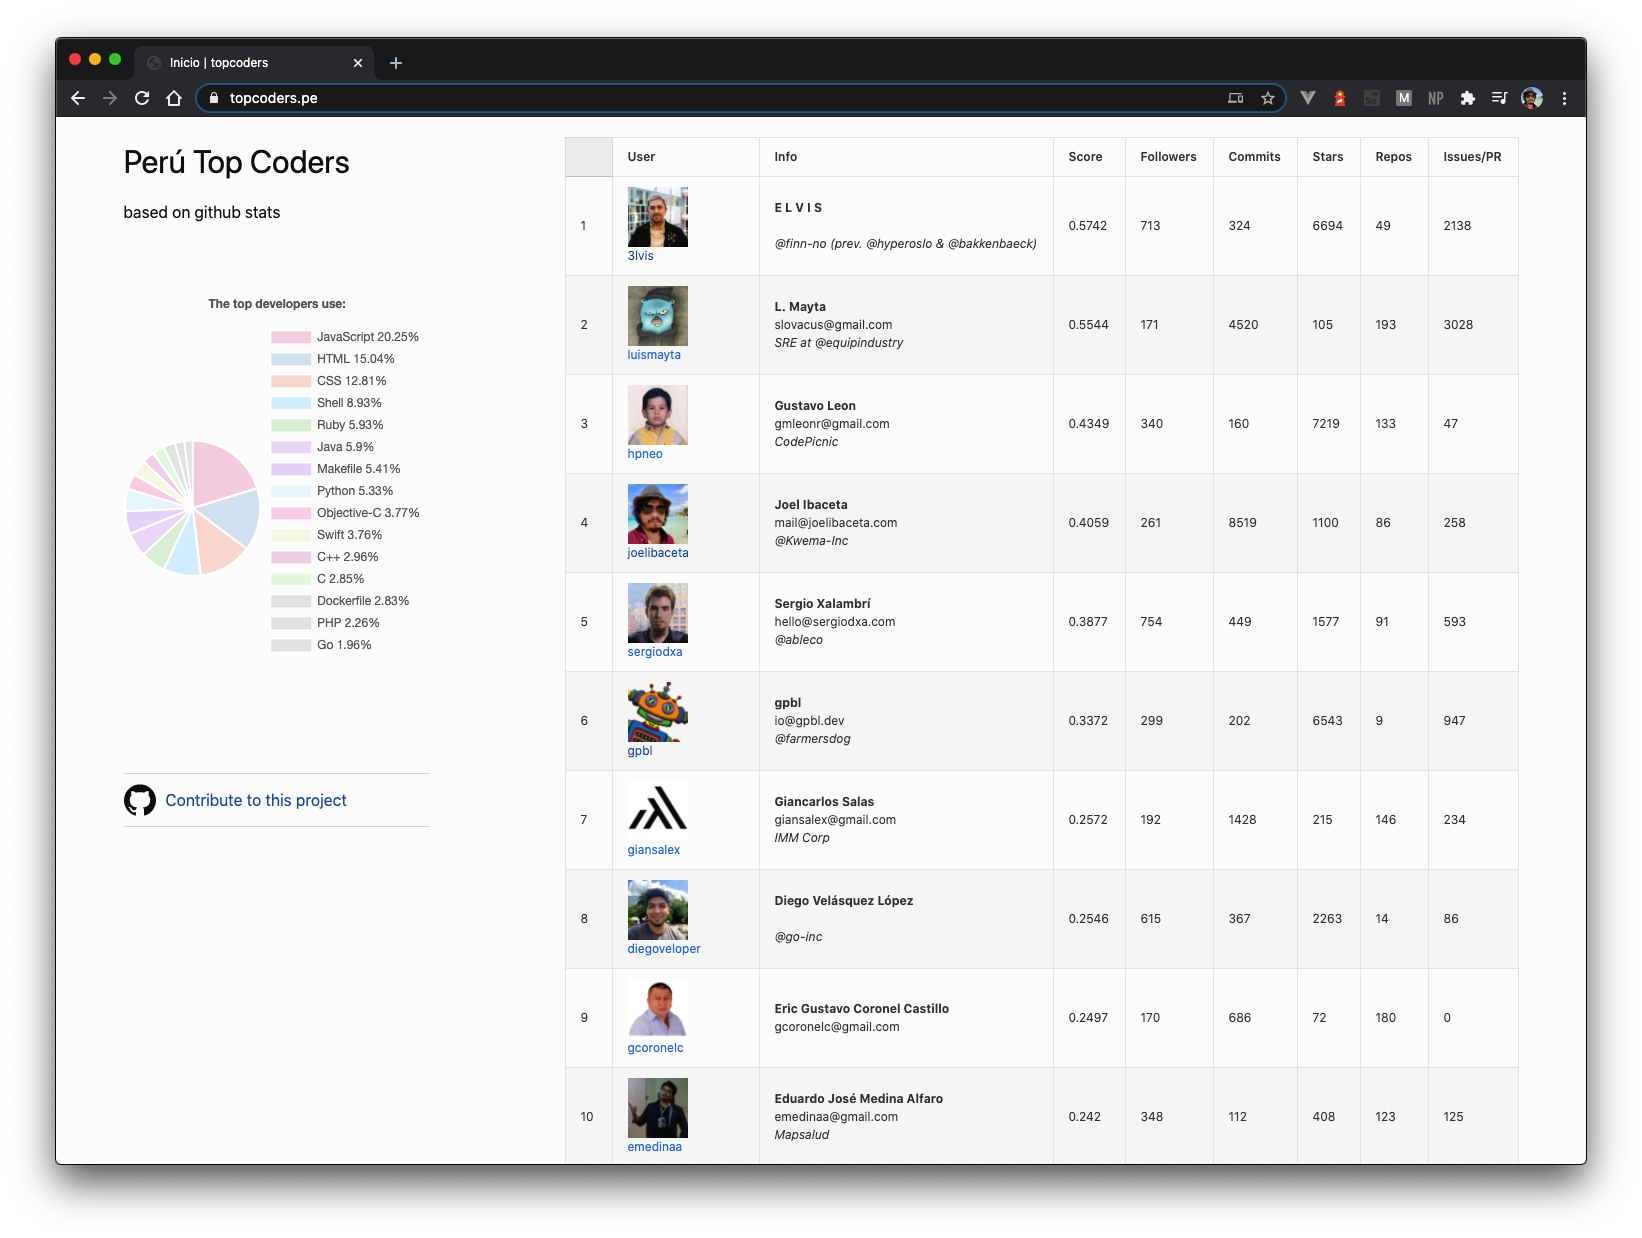 Inicio | topcoders
topcoders.pe
M
NP
Perú Top Coders
based on github stats
The top developers use:
JavaScript 20.25%
HTML 15.04%
CSS 12.81%
Shell 8.93%
Ruby 5.93%
Java 5.9%
Makefile 5.41%
Python 5.33%
Objective-C 3.77%
Swift 3.76%
C++ 2.96%
C 2.85%
Dockerfile 2.83%
PHP 2.26%
Go 1.96%
Contribute to this project
User Info Score Followers Commits Stars Repos Issues/PR
1 3lvis E L V I S @finn-no (prev. @hyperoslo & @bakkenbaeck) 0.5742 713 324 6694 49 2138
2 luismayta L. Mayta slovacus@gmail.com SRE at @equipindustry 0.5544 171 4520 105 193 3028
3 hpneo Gustavo Leon gmleonr@gmail.com CodePicnic 0.4349 340 160 7219 133 47
4 joelibaceta Joel Ibaceta mail@joelibaceta.com @Kwema-Inc 0.4059 261 8519 1100 86 258
5 sergiodxa Sergio Xalambrí hello@sergiodxa.com @ableco 0.3877 754 449 1577 91 593
6 gpbl gpbl io@gpbl.dev @farmersdog 0.3372 299 202 6543 9 947
7 giansalex Giancarlos Salas giansalex@gmail.com IMM Corp 0.2572 192 1428 215 146 234
8 diegoveloper Diego Velásquez López @go-inc 0.2546 615 367 2263 14 86
9 gcoronelc Eric Gustavo Coronel Castillo gcoronelc@gmail.com 0.2497 170 686 72 180 0
10 emedinaa Eduardo José Medina Alfaro emedinaa@gmail.com Mapsalud 0.242 348 112 408 123 125